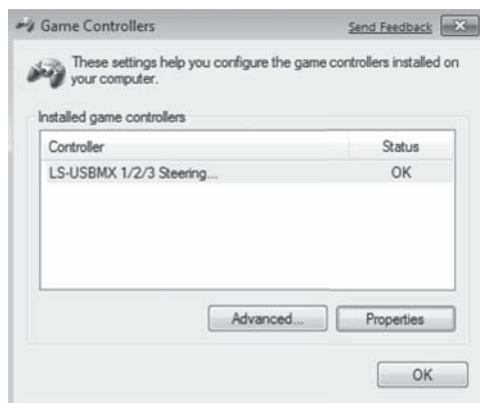 Game Controllers
Send Feedback
These settings help you configure the game controllers installed on
your computer.
Installed game controllers
Controller Status
LS-USBMX 1/2/3 Steering... OK
Advanced... Properties
OK